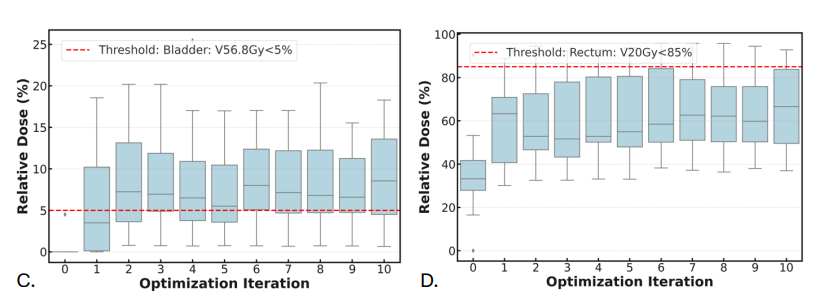 Threshold: Bladder: V56.8Gy<5%
25
20
15
10
5
0
Relative Dose (%)
0 1 2 3 4 5 6 7 8 9 10
Optimization Iteration
C.
Threshold: Rectum: V20Gy<85%
100
80
60
40
20
0
Relative Dose (%)
0 1 2 3 4 5 6 7 8 9 10
Optimization Iteration
D.